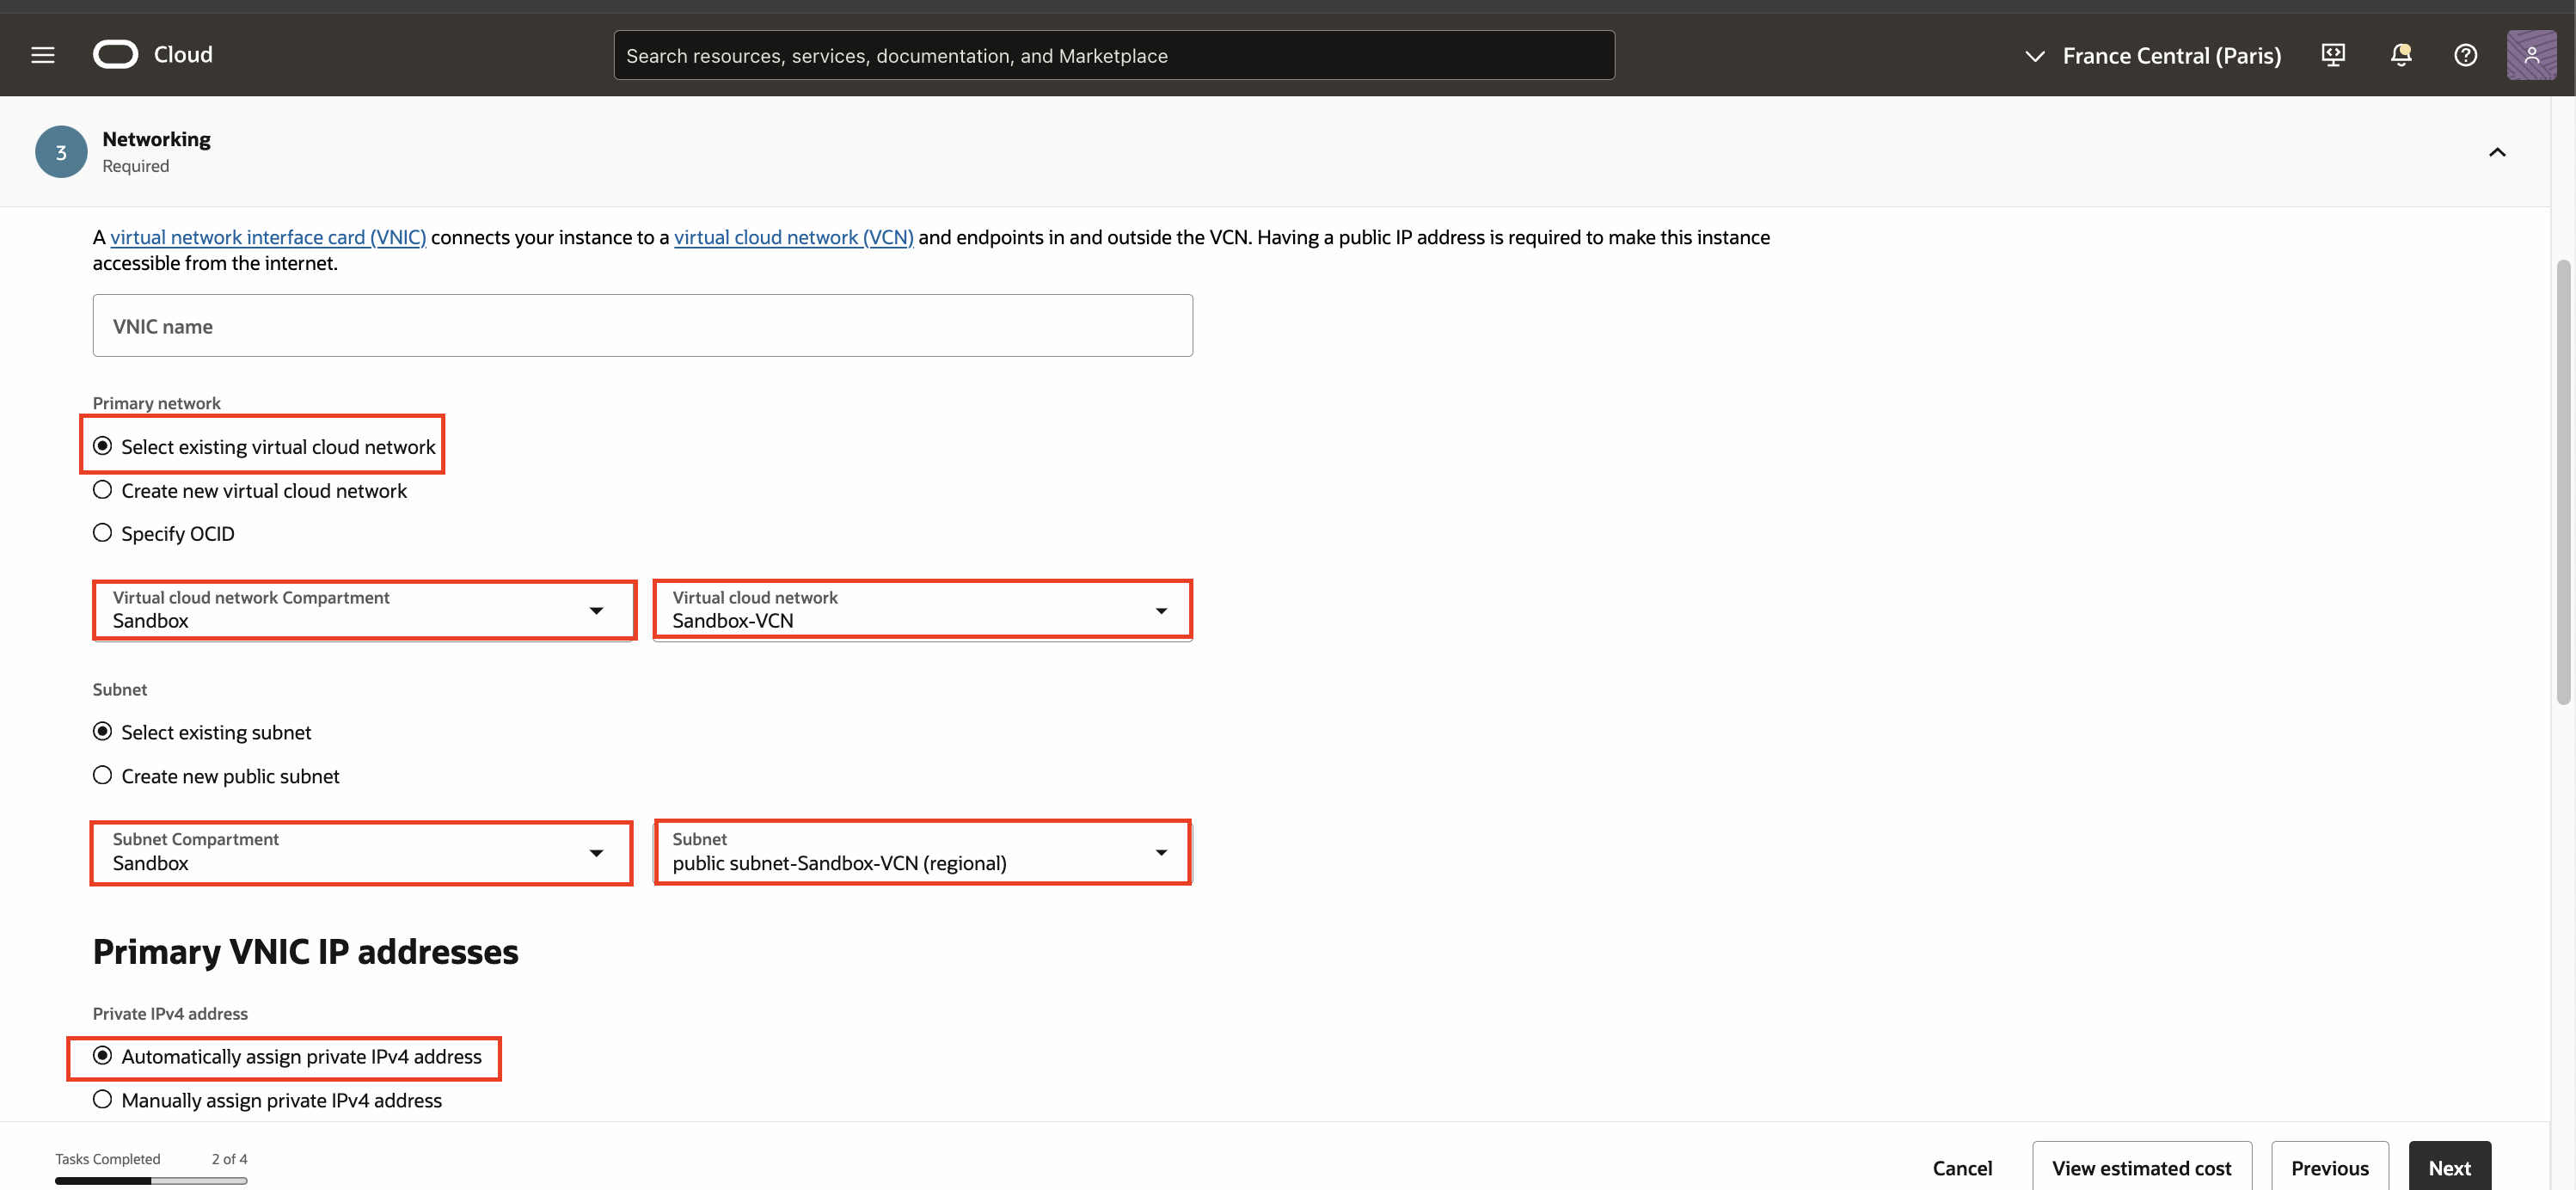 Cloud
Search resources, services, documentation, and Marketplace
France Central (Paris)
3
Networking
Required
A virtual network interface card (VNIC) connects your instance to a virtual cloud network (VCN) and endpoints in and outside the VCN. Having a public IP address is required to make this instance
accessible from the internet.
VNIC name
Primary network
Select existing virtual cloud network
Create new virtual cloud network
Specify OCID
Virtual cloud network Compartment
Sandbox
Virtual cloud network
Sandbox-VCN
Subnet
Select existing subnet
Create new public subnet
Subnet Compartment
Sandbox
Subnet
public subnet-Sandbox-VCN (regional)
Primary VNIC IP addresses
Private IPv4 address
Automatically assign private IPv4 address
Manually assign private IPv4 address
Tasks Completed 2 of 4
Cancel
View estimated cost
Previous
Next